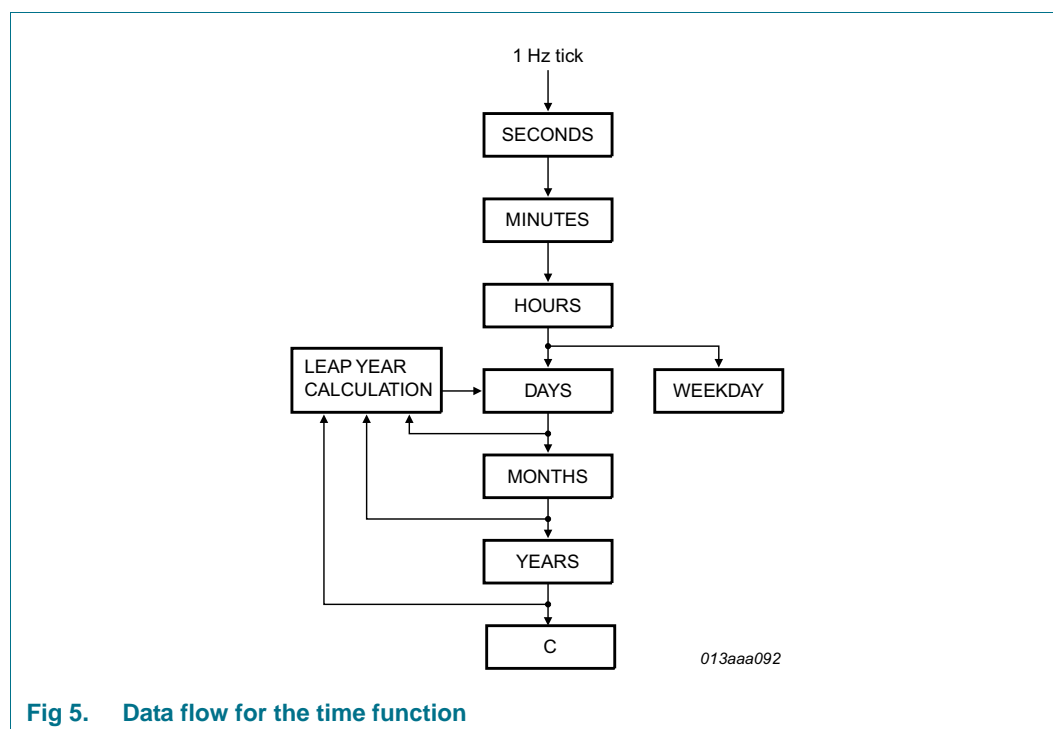 1 Hz tick
SECONDS
MINUTES
HOURS
LEAP YEAR
CALCULATION
DAYS
WEEKDAY
MONTHS
YEARS
C
013aaa092
Fig 5. Data flow for the time function